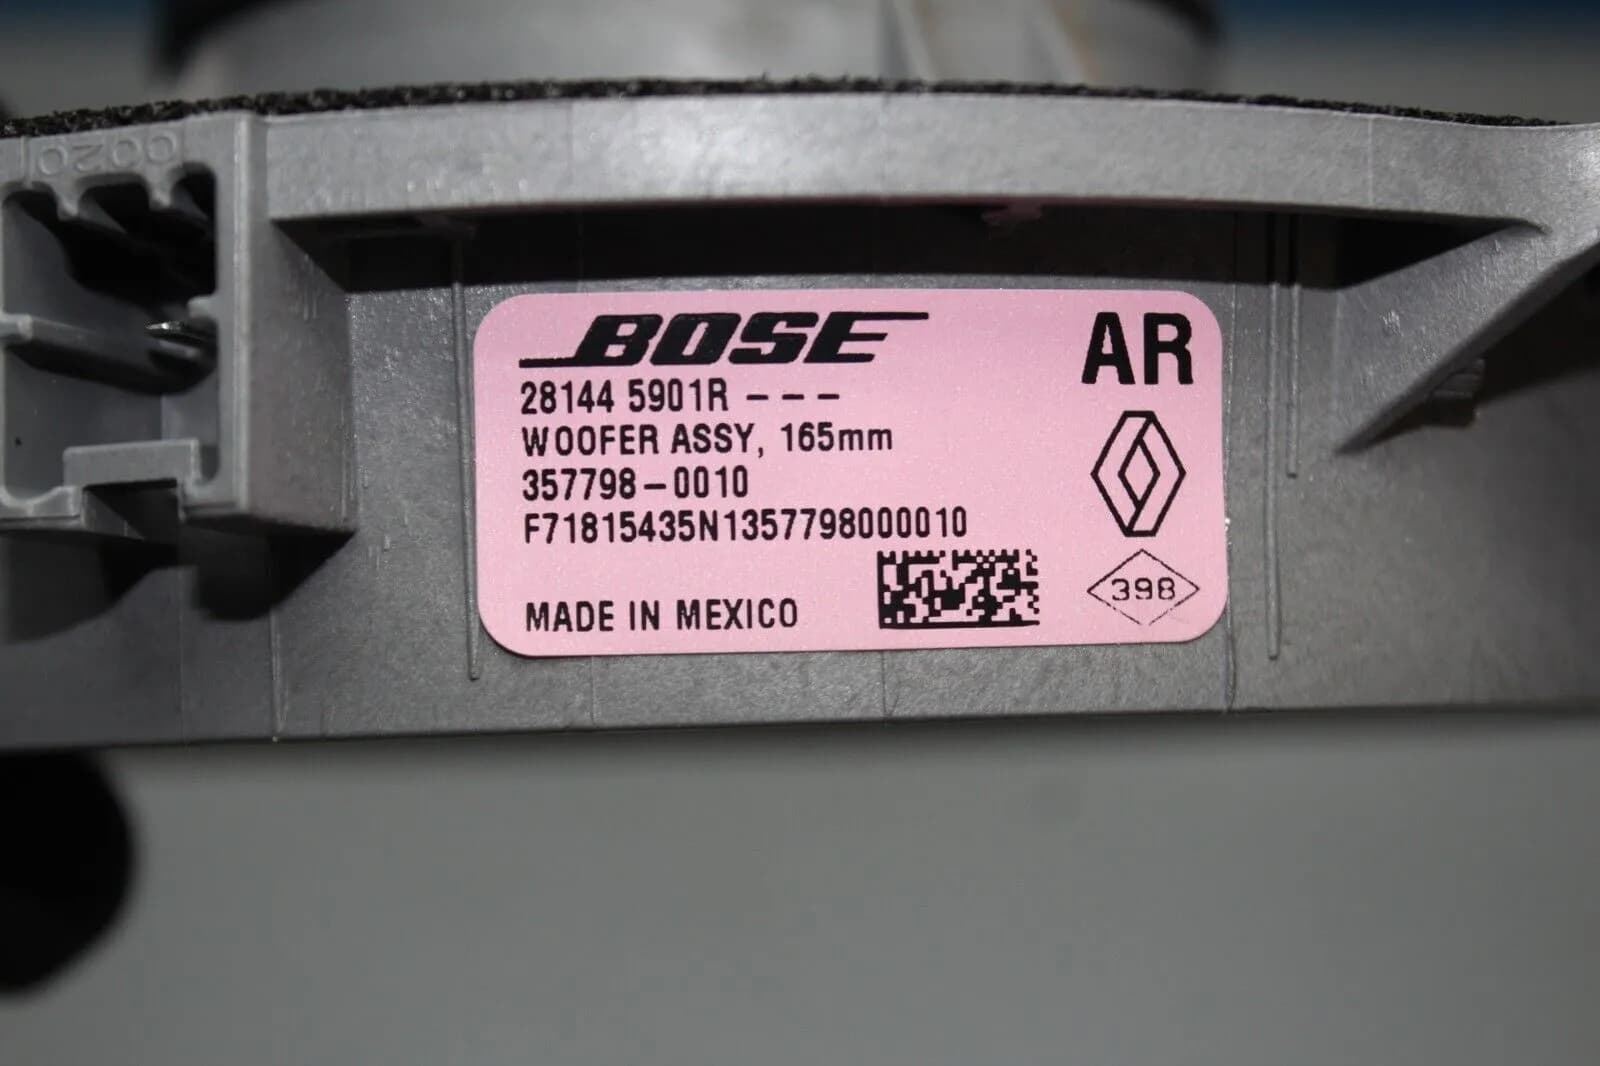 BOSE
AR
28144 5901R – – –
WOOFER ASSY, 165mm
357798–0010
F71815435N1357798000010
MADE IN MEXICO
398